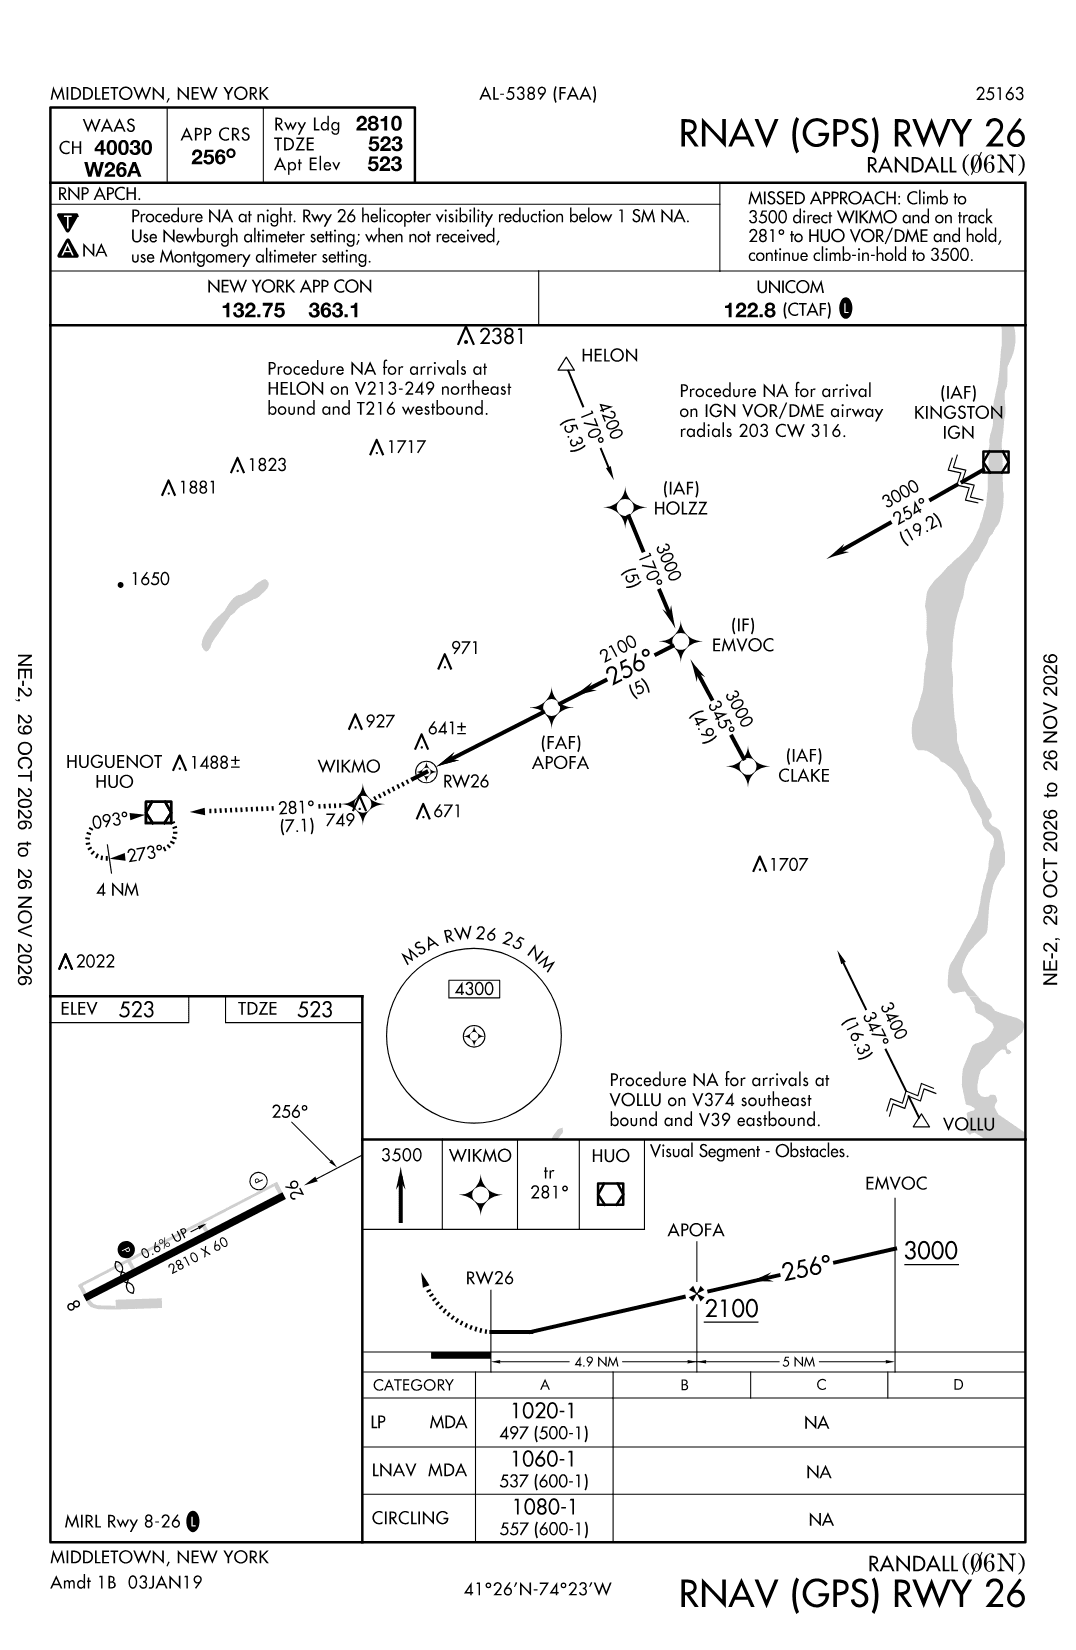 MIDDLETOWN, NEW YORK
AL-5389 (FAA)
25163
WAAS
CH 40030
W26A
APP CRS
256°
Rwy Ldg 2810
TDZE 523
Apt Elev 523
RNAV (GPS) RWY 26
RANDALL (Ø6N)
RNP APCH.
T
A NA
Procedure NA at night. Rwy 26 helicopter visibility reduction below 1 SM NA.
Use Newburgh altimeter setting; when not received,
use Montgomery altimeter setting.
MISSED APPROACH: Climb to
3500 direct WIKMO and on track
281° to HUO VOR/DME and hold,
continue climb-in-hold to 3500.
NEW YORK APP CON
132.75 363.1
UNICOM
122.8 (CTAF) L
2381
Procedure NA for arrivals at
HELON on V213-249 northeast
bound and T216 westbound.
HELON
4200
170°
(5.3)
Procedure NA for arrival
on IGN VOR/DME airway
radials 203 CW 316.
(IAF)
KINGSTON
IGN
3000
254°
(19.2)
1717
1823
1881
1650
(IAF)
HOLZZ
3000
170°
(5)
(IF)
EMVOC
2100
256°
(5)
971
927
641±
(FAF)
APOFA
3000
345°
(4.9)
(IAF)
CLAKE
HUGUENOT
HUO
1488±
WIKMO
RW26
671
281°
(7.1)
749
093°
273°
4 NM
1707
2022
MSA RW26 25 NM
4300
3400
347°
(16.3)
Procedure NA for arrivals at
VOLLU on V374 southeast
bound and V39 eastbound.
VOLLU
ELEV 523
TDZE 523
256°
P
26
P
0.6% UP
2810 X 60
8
MIRL Rwy 8-26 L
3500
WIKMO
tr
281°
HUO
Visual Segment - Obstacles.
EMVOC
APOFA
RW26
256°
3000
2100
4.9 NM
5 NM
CATEGORY A B C D
LP MDA 1020-1 NA
497 (500-1)
LNAV MDA 1060-1 NA
537 (600-1)
CIRCLING 1080-1 NA
557 (600-1)
MIDDLETOWN, NEW YORK
Amdt 1B 03JAN19
41°26'N-74°23'W
RANDALL (Ø6N)
RNAV (GPS) RWY 26
NE-2, 29 OCT 2026 to 26 NOV 2026
NE-2, 29 OCT 2026 to 26 NOV 2026